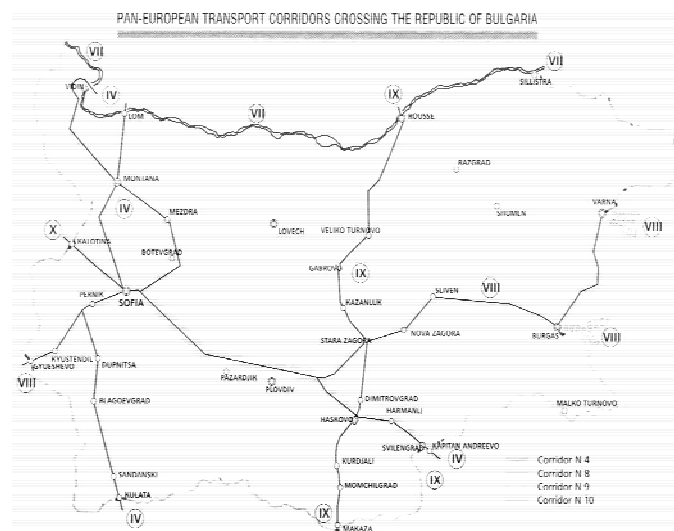 PAN-EUROPEAN TRANSPORT CORRIDORS CROSSING THE REPUBLIC OF BULGARIA
VII
VII
VIDIN
IV
SILLISTRA
IX
LOM
VII
ROUSSE
RAZGRAD
MONTANA
VARNA
IV
MEZDRA
SHUMEN
X
LOVECH
VELIKO TURNOVO
VIII
KALOTINA
BOTEVGRAD
GABROVO
IX
PERNIK
SOFIA
SLIVEN
VIII
KAZANLUK
NOVA ZAGORA
BURGAS
VIII
STARA ZAGORA
KYUSTENDIL
GYUESHEVO
DUPNITSA
VIII
PAZARDJIK
PLOVDIV
BLAGOEVGRAD
DIMITROVGRAD
MALKO TURNOVO
HARMANLI
HASKOVO
SVILENGRAD
KAPITAN ANDREEVO
KURDJALI
IV
Corridor N 4
SANDANSKI
Corridor N 8
MOMCHILGRAD
IX
Corridor N 9
KULATA
Corridor N 10
IV
IX
MAKAZA